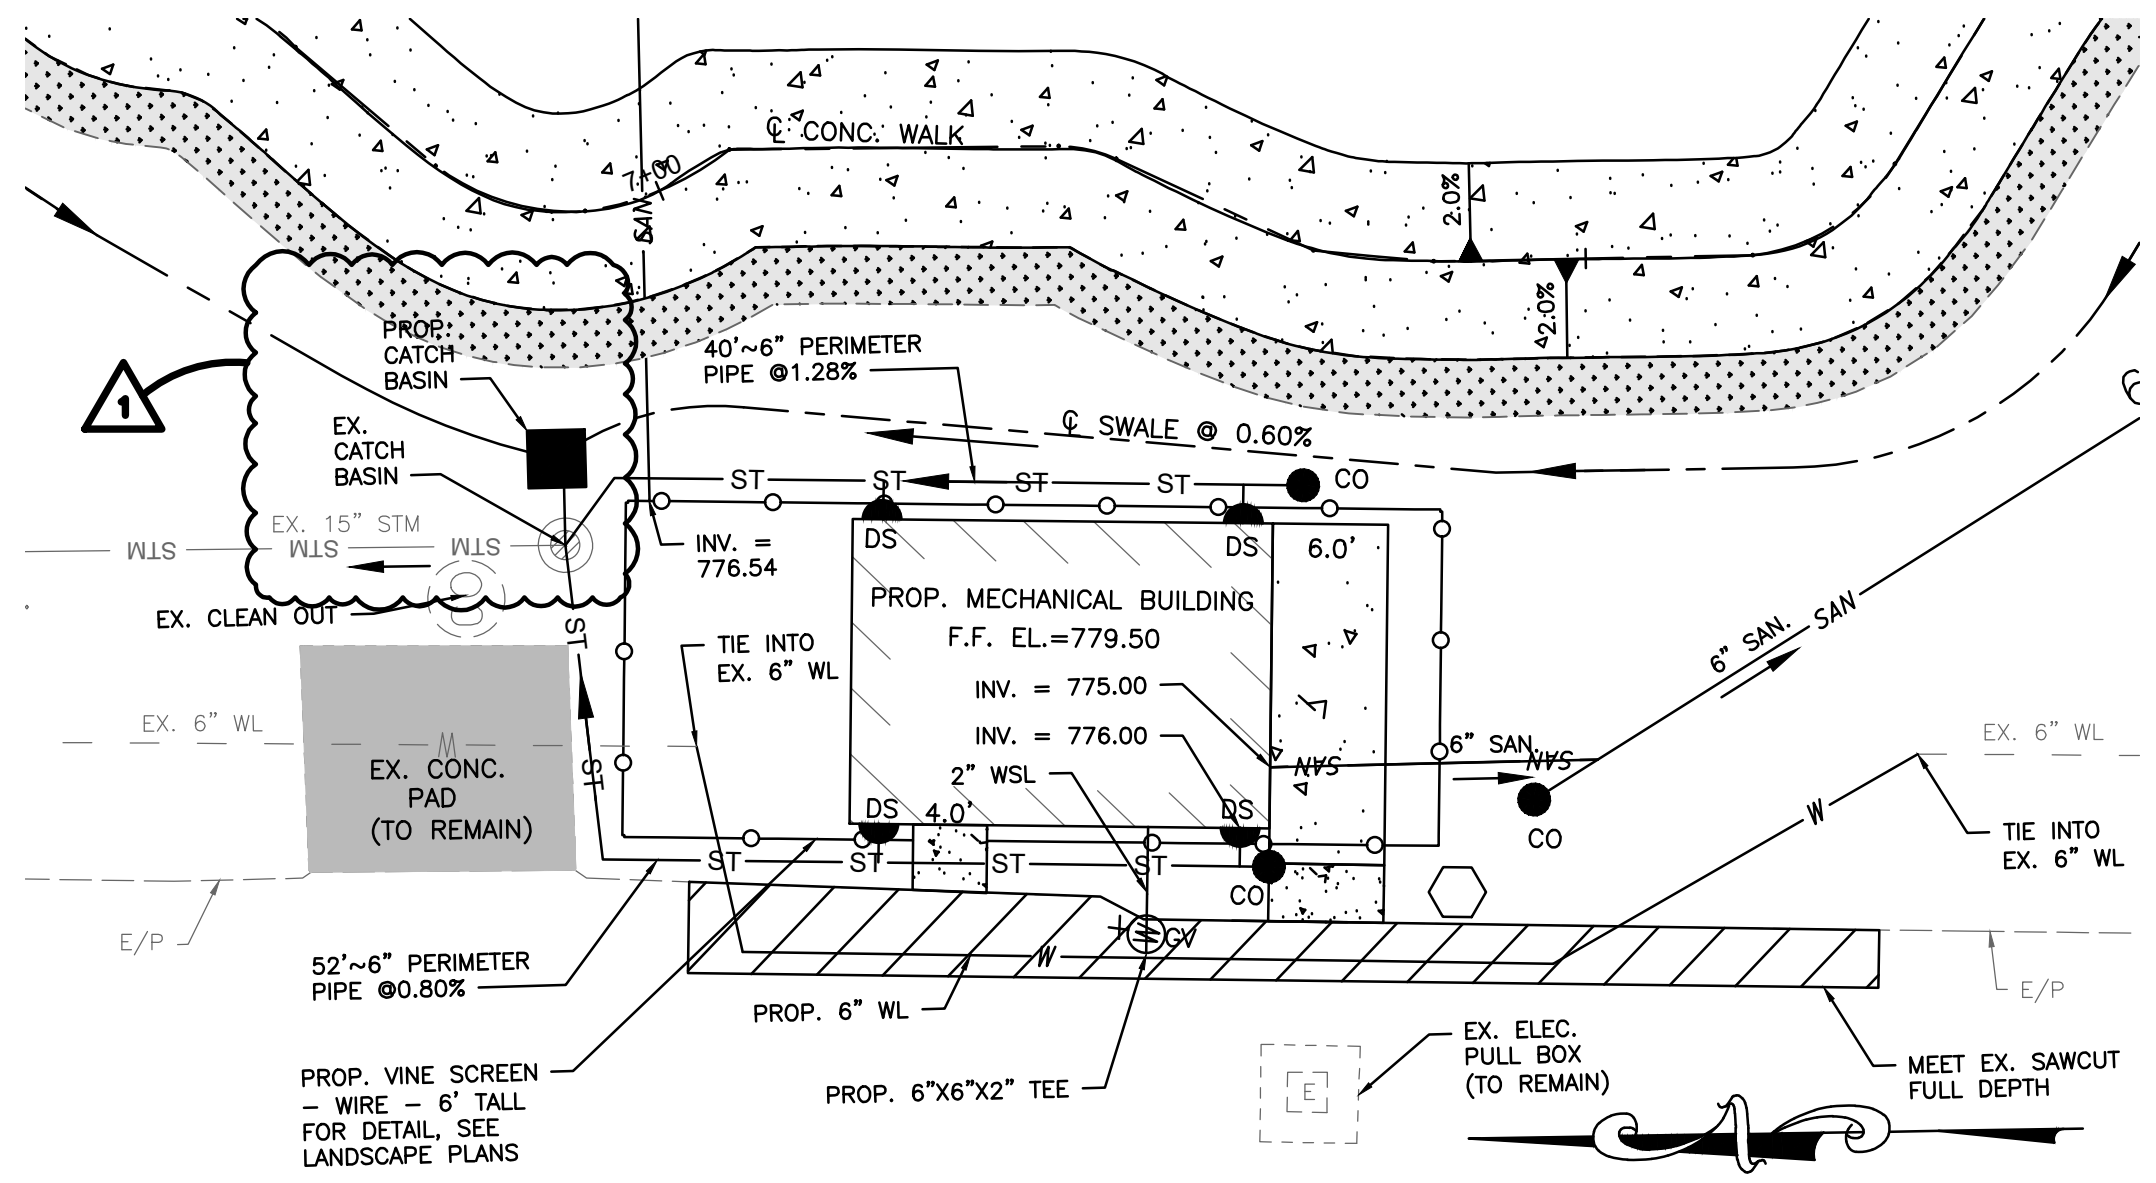 ℄ CONC. WALK
7+00
SAN
2.0%
2.0%
PROP.
CATCH
BASIN
40'~6" PERIMETER
PIPE @1.28%
1
EX.
CATCH
BASIN
℄ SWALE @ 0.60%
ST
ST
ST
ST
CO
EX. 15" STM
STM
STM
STM
INV. =
776.54
DS
DS
6.0'
CO
EX. CLEAN OUT
ST
PROP. MECHANICAL BUILDING
F.F. EL.=779.50
TIE INTO
EX. 6" WL
6" SAN.
SAN
INV. = 775.00
INV. = 776.00
2" WSL
EX. 6" WL
W
EX. CONC.
PAD
(TO REMAIN)
ST
6" SAN.
SAN
SAN
EX. 6" WL
DS
4.0'
DS
CO
W
TIE INTO
EX. 6" WL
ST
ST
ST
ST
CO
E/P
W
GV
W
52'~6" PERIMETER
PIPE @0.80%
PROP. 6" WL
E/P
PROP. VINE SCREEN
– WIRE – 6' TALL
FOR DETAIL, SEE
LANDSCAPE PLANS
PROP. 6"X6"X2" TEE
E
EX. ELEC.
PULL BOX
(TO REMAIN)
MEET EX. SAWCUT
FULL DEPTH
N